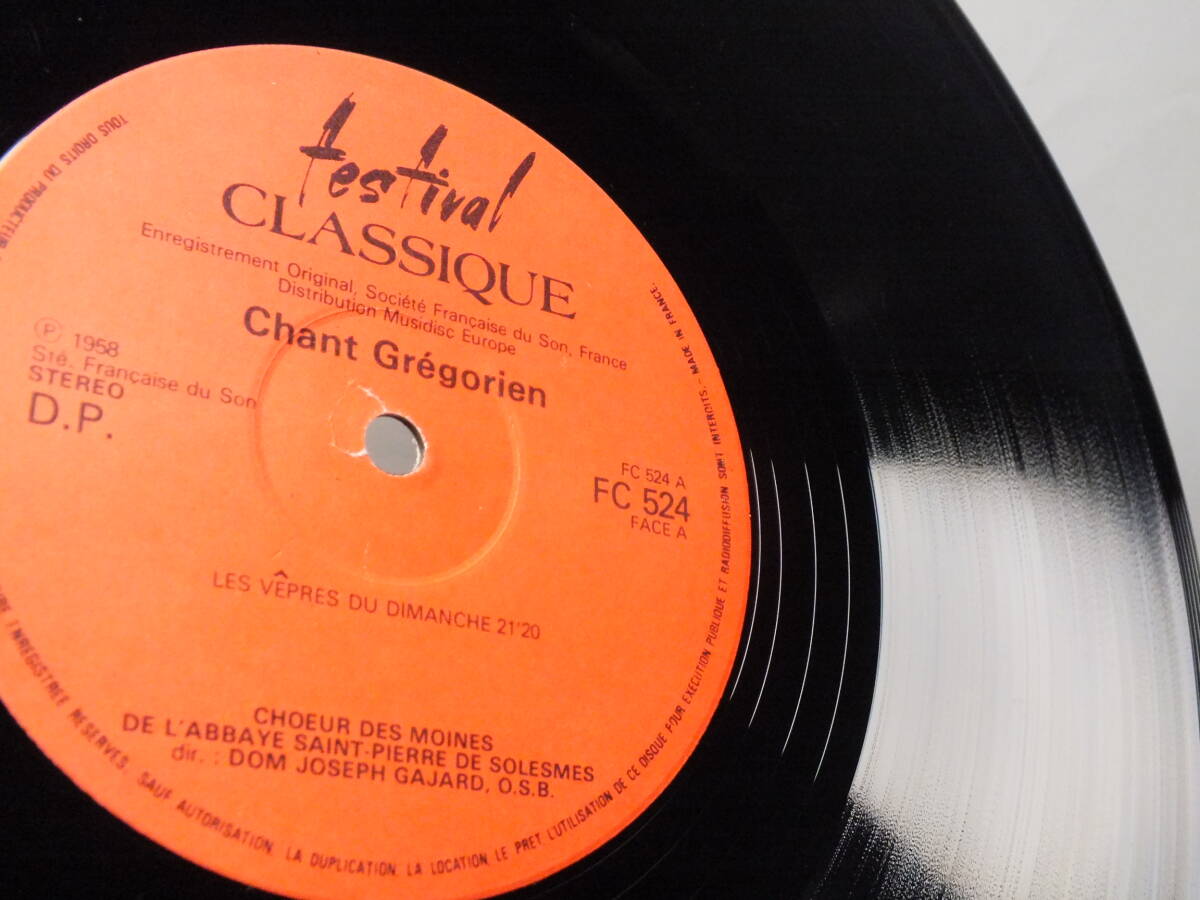 festival
CLASSIQUE
Enregistrement Original, Société Française du Son, France
Distribution Musidisc Europe
Chant Grégorien
Ⓟ 1958
Sté. Française du Son
STEREO
D.P.
FC 524 A
FC 524
FACE A
LES VÊPRES DU DIMANCHE 21'20
CHOEUR DES MOINES
DE L'ABBAYE SAINT-PIERRE DE SOLESMES
dir. : DOM JOSEPH GAJARD, O.S.B.
TOUS DROITS DU PRODUCTEUR
ENREGISTREE RESERVES. SAUF AUTORISATION. LA DUPLICATION. LA LOCATION. LE PRET L'UTILISATION DE CE DISQUE POUR EXECUTION PUBLIQUE ET RADIODIFFUSION SONT INTERDITS. - MADE IN FRANCE.